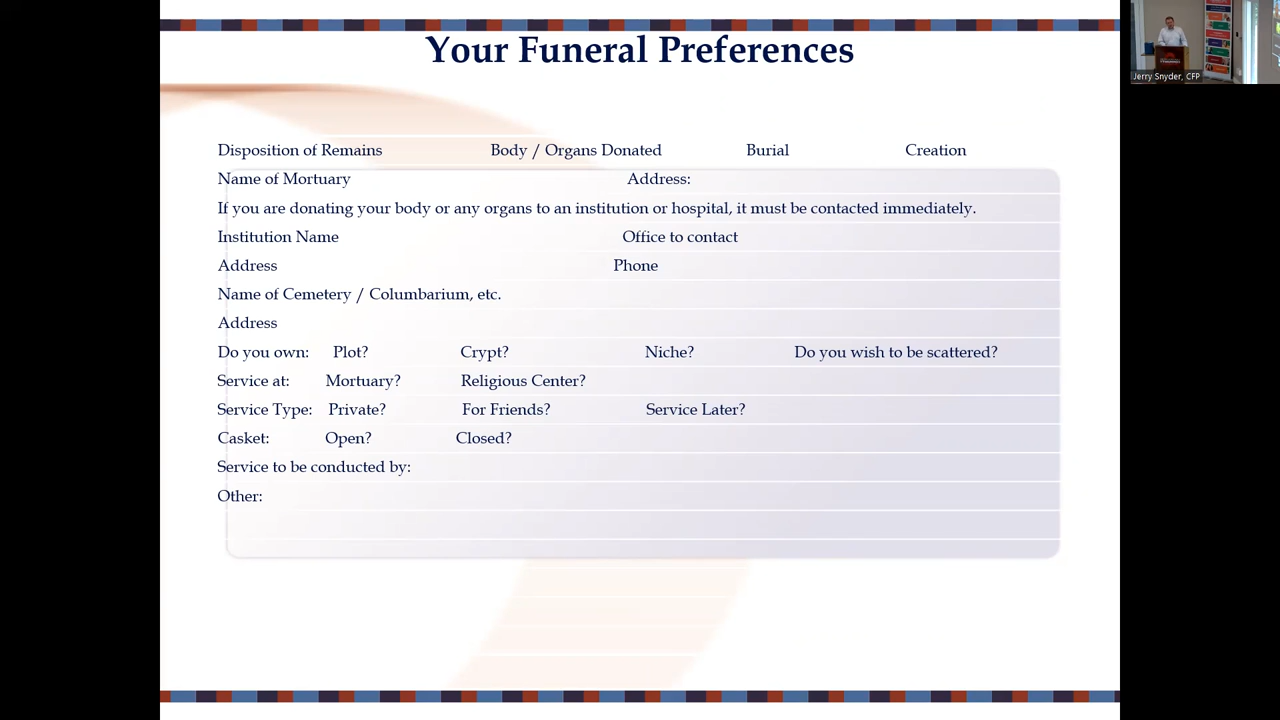 Your Funeral Preferences
Jerry Snyder, CFP
Disposition of Remains Body / Organs Donated Burial Creation
Name of Mortuary Address:
If you are donating your body or any organs to an institution or hospital, it must be contacted immediately.
Institution Name Office to contact
Address Phone
Name of Cemetery / Columbarium, etc.
Address
Do you own: Plot? Crypt? Niche? Do you wish to be scattered?
Service at: Mortuary? Religious Center?
Service Type: Private? For Friends? Service Later?
Casket: Open? Closed?
Service to be conducted by:
Other: